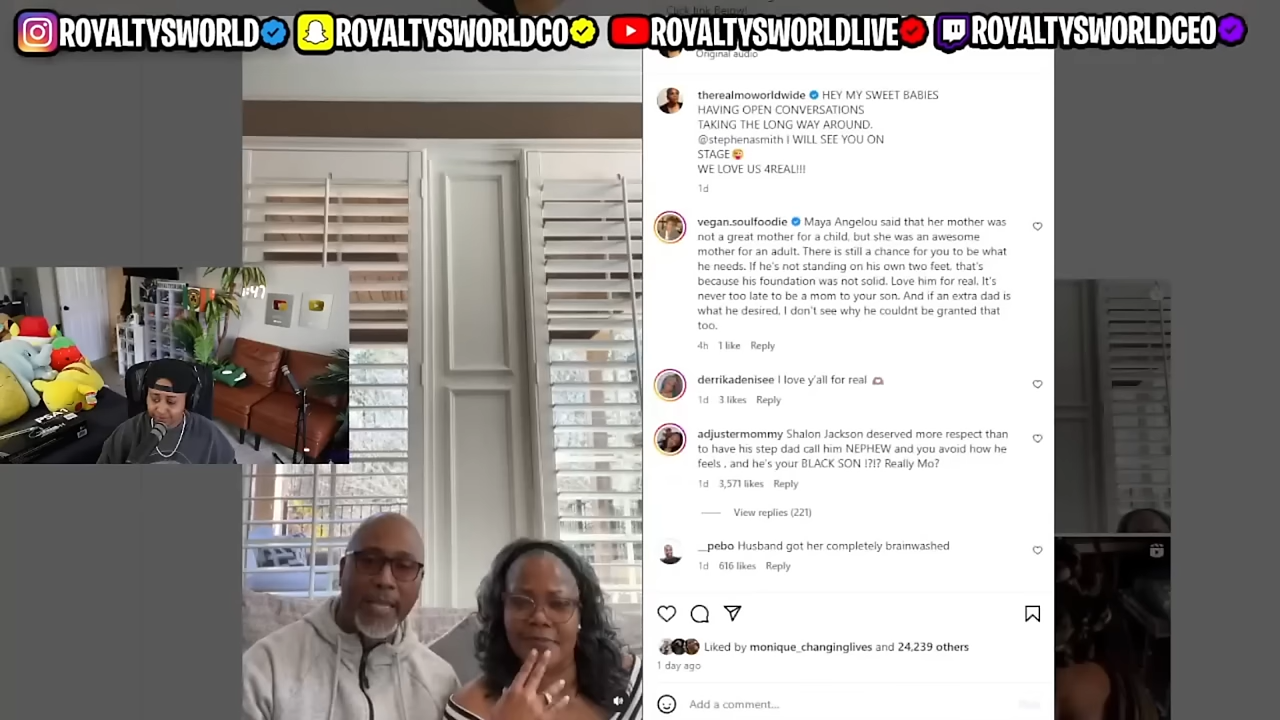 ROYALTYSWORLD
ROYALTYSWORLDCO
ROYALTYSWORLDLIVE
ROYALTYSWORLDCEO
Click link Below!
Original audio
therealmoworldwide HEY MY SWEET BABIES
HAVING OPEN CONVERSATIONS
TAKING THE LONG WAY AROUND.
@stephenasmith I WILL SEE YOU ON
STAGE😜
WE LOVE US 4REAL!!!
1d
vegan.soulfoodie Maya Angelou said that her mother was
not a great mother for a child, but she was an awesome
mother for an adult. There is still a chance for you to be what
he needs. If he's not standing on his own two feet, that's
because his foundation was not solid. Love him for real. It's
never too late to be a mom to your son. And if an extra dad is
what he desired, I don't see why he couldnt be granted that
too.
4h 1 like Reply
derrikadenisee I love y'all for real 🫶🏽
1d 3 likes Reply
adjustermommy Shalon Jackson deserved more respect than
to have his step dad call him NEPHEW and you avoid how he
feels , and he's your BLACK SON !?!? Really Mo?
1d 3,571 likes Reply
View replies (221)
__pebo Husband got her completely brainwashed
1d 616 likes Reply
Liked by monique_changinglives and 24,239 others
1 day ago
Add a comment...